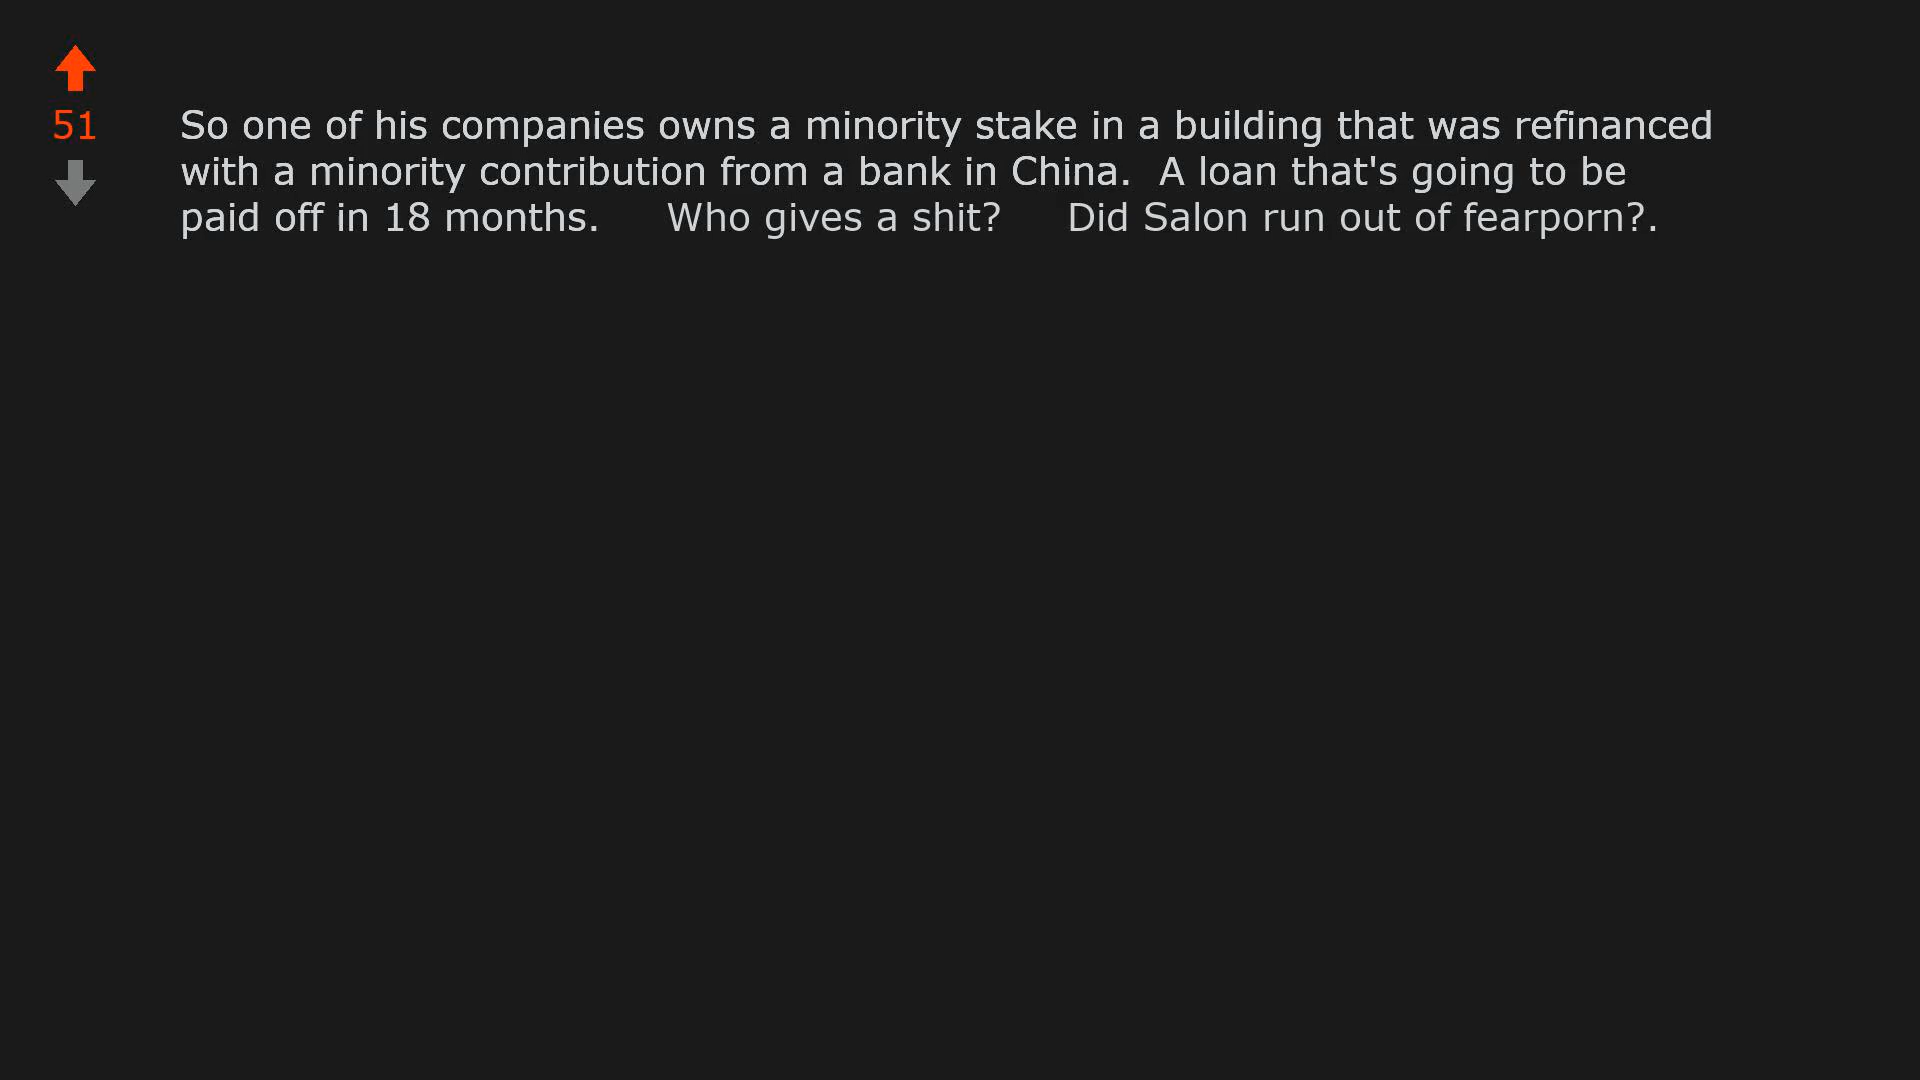 51
So one of his companies owns a minority stake in a building that was refinanced
with a minority contribution from a bank in China.  A loan that's going to be
paid off in 18 months.     Who gives a shit?     Did Salon run out of fearporn?.